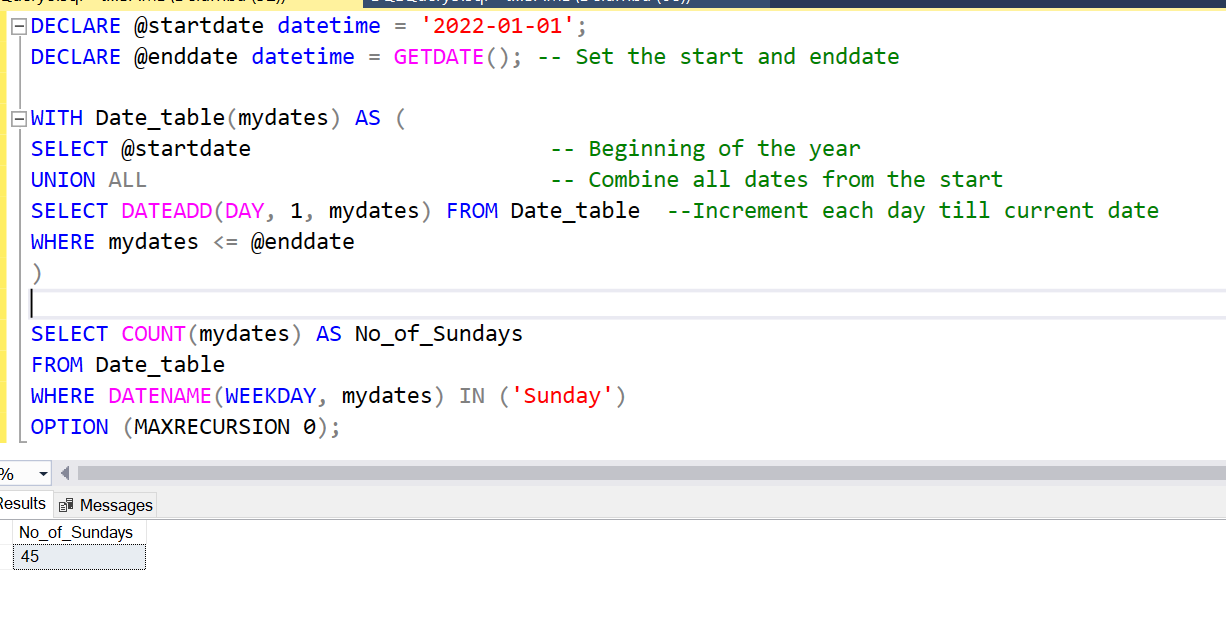 DECLARE @startdate datetime = '2022-01-01';
DECLARE @enddate datetime = GETDATE(); -- Set the start and enddate
WITH Date_table(mydates) AS (
SELECT @startdate -- Beginning of the year
UNION ALL -- Combine all dates from the start
SELECT DATEADD(DAY, 1, mydates) FROM Date_table --Increment each day till current date
WHERE mydates <= @enddate
)
SELECT COUNT(mydates) AS No_of_Sundays
FROM Date_table
WHERE DATENAME(WEEKDAY, mydates) IN ('Sunday')
OPTION (MAXRECURSION 0);
%
Results Messages
No_of_Sundays
45